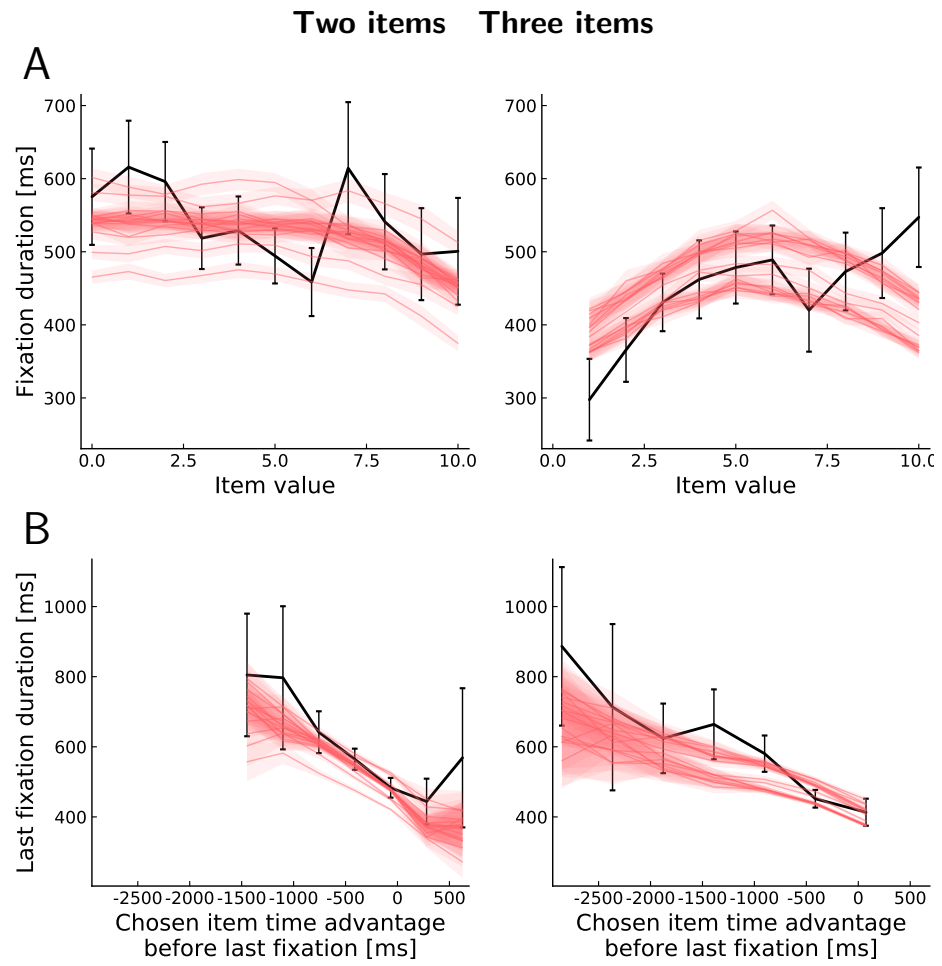 Two items Three items
A
Fixation duration [ms]
700
600
500
400
300
0.0 2.5 5.0 7.5 10.0
Item value
700
600
500
400
300
0.0 2.5 5.0 7.5 10.0
Item value
B
Last fixation duration [ms]
1000
800
600
400
-2500 -2000 -1500 -1000 -500 0 500
Chosen item time advantage
before last fixation [ms]
1000
800
600
400
-2500 -2000 -1500 -1000 -500 0 500
Chosen item time advantage
before last fixation [ms]